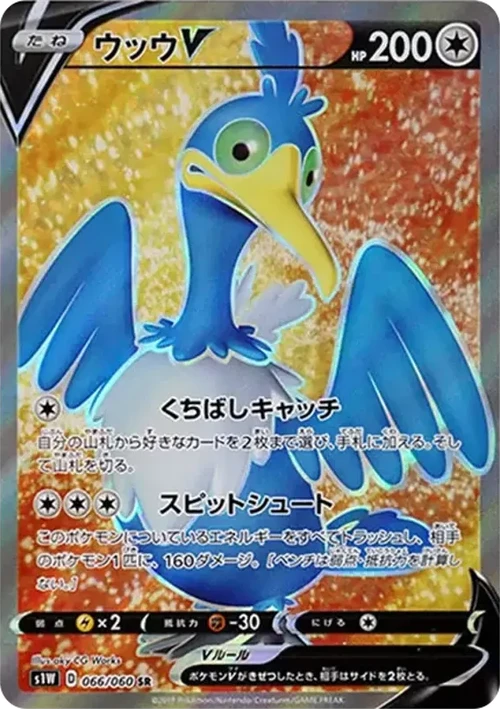 たね ウッウV HP 200
くちばしキャッチ
自分の山札から好きなカードを2枚まで選び、手札に加える。そし
て山札を切る。
スピットシュート
このポケモンについているエネルギーをすべてトラッシュし、相手
のポケモン1匹に、160ダメージ。[ベンチは弱点・抵抗力を計算し
ない。]
弱点 ×2 抵抗力 -30 にげる
Illus. aky CG Works
Vルール
s1W D 066/060 SR ポケモンVがきぜつしたとき、相手はサイドを2枚とる。
©2019 Pokémon/Nintendo/Creatures/GAME FREAK.